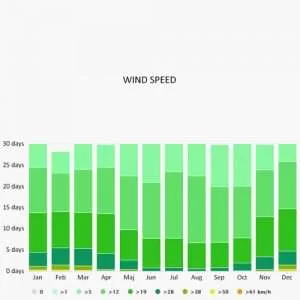 WIND SPEED
30 days
25 days
20 days
15 days
10 days
5 days
0 days
Jan Feb Mar Apr May Jun Jul Aug Sep Oct Nov Dec
0 >1 >5 >12 >19 >28 >38 >50 >61 km/h